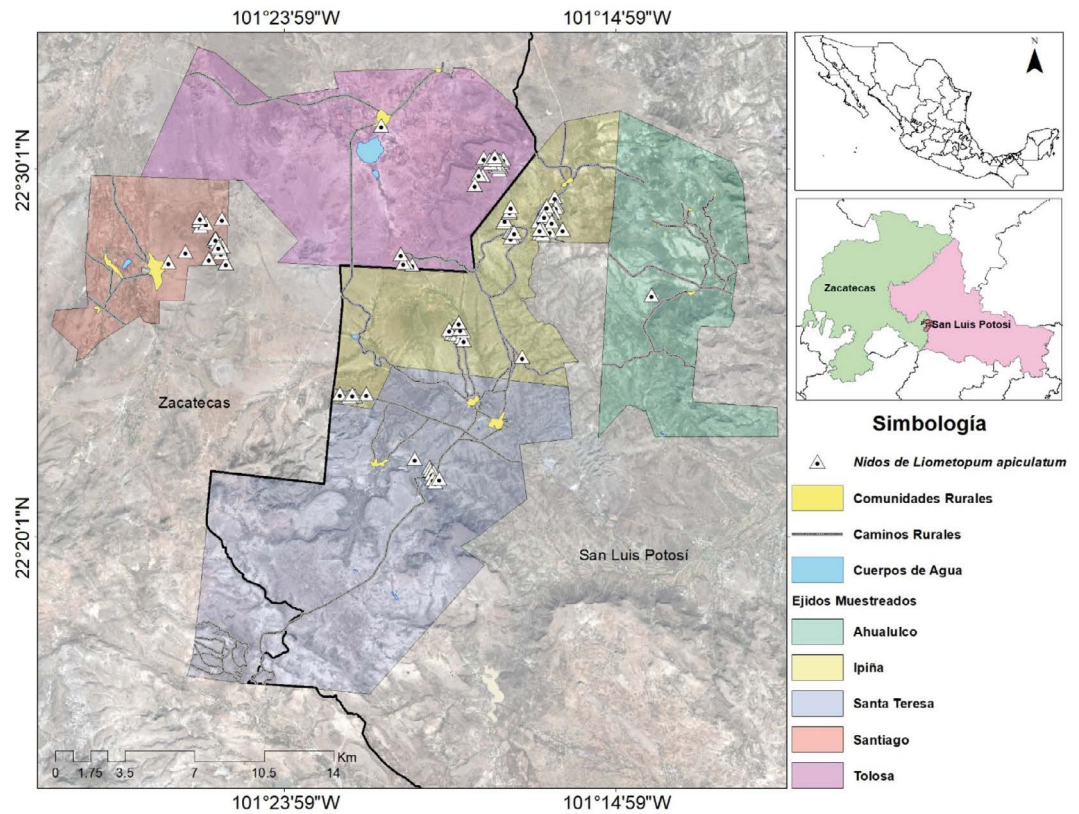 101°23'59"W 101°14'59"W
22°30'1"N
22°20'1"N
Zacatecas
San Luis Potosí
Km
0 1.75 3.5 7 10.5 14
101°23'59"W 101°14'59"W
N
Zacatecas
San Luis Potosi
Simbología
Nidos de Liometopum apiculatum
Comunidades Rurales
Caminos Rurales
Cuerpos de Agua
Ejidos Muestreados
Ahualulco
Ipiña
Santa Teresa
Santiago
Tolosa